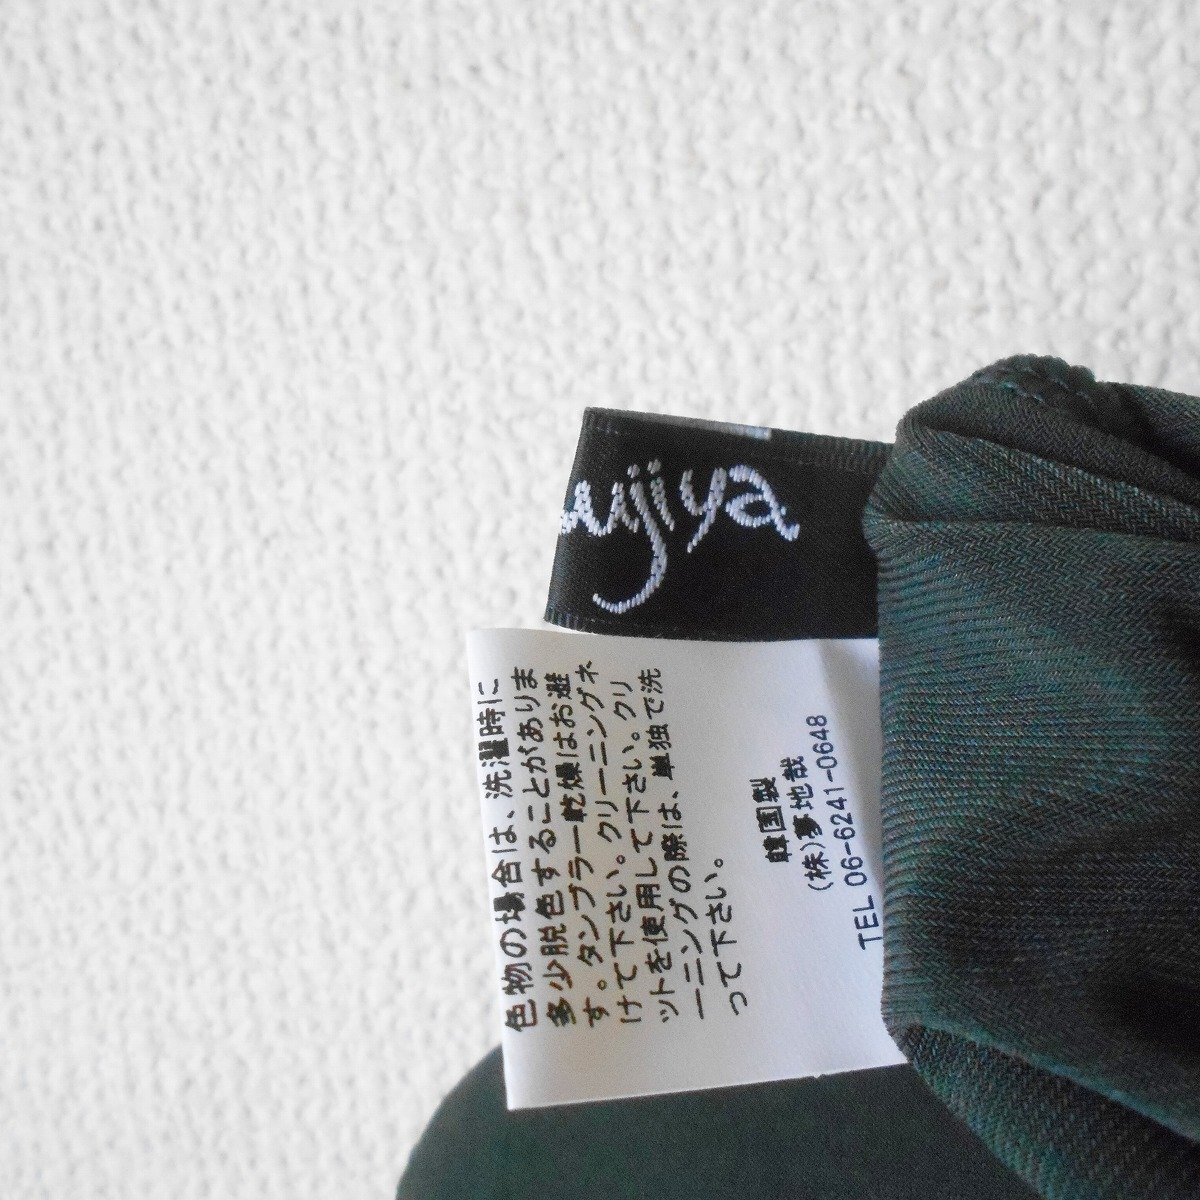 ujiya
色物の場合は、洗濯時に
多少脱色することがありま
す。タンブラー乾燥はお避
けて下さい。クリーニングネ
ットを使用して下さい。クリ
ーニングの際は、単独で洗
って下さい。
韓国製
(株)夢地哉
TEL 06-6241-0648